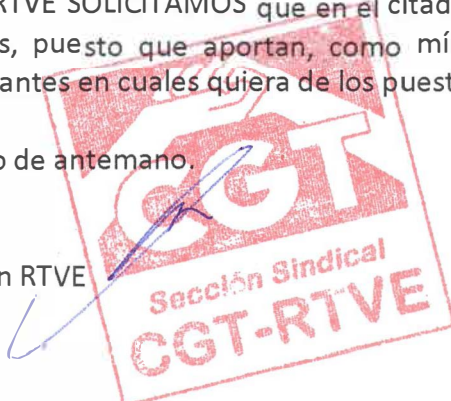 RTVE SOLICITAMOS que en el citad
s, puesto que aportan, como mí
antes en cuales quiera de los puest
o de antemano.
n RTVE
CGT
Sección Sindical
CGT-RTVE